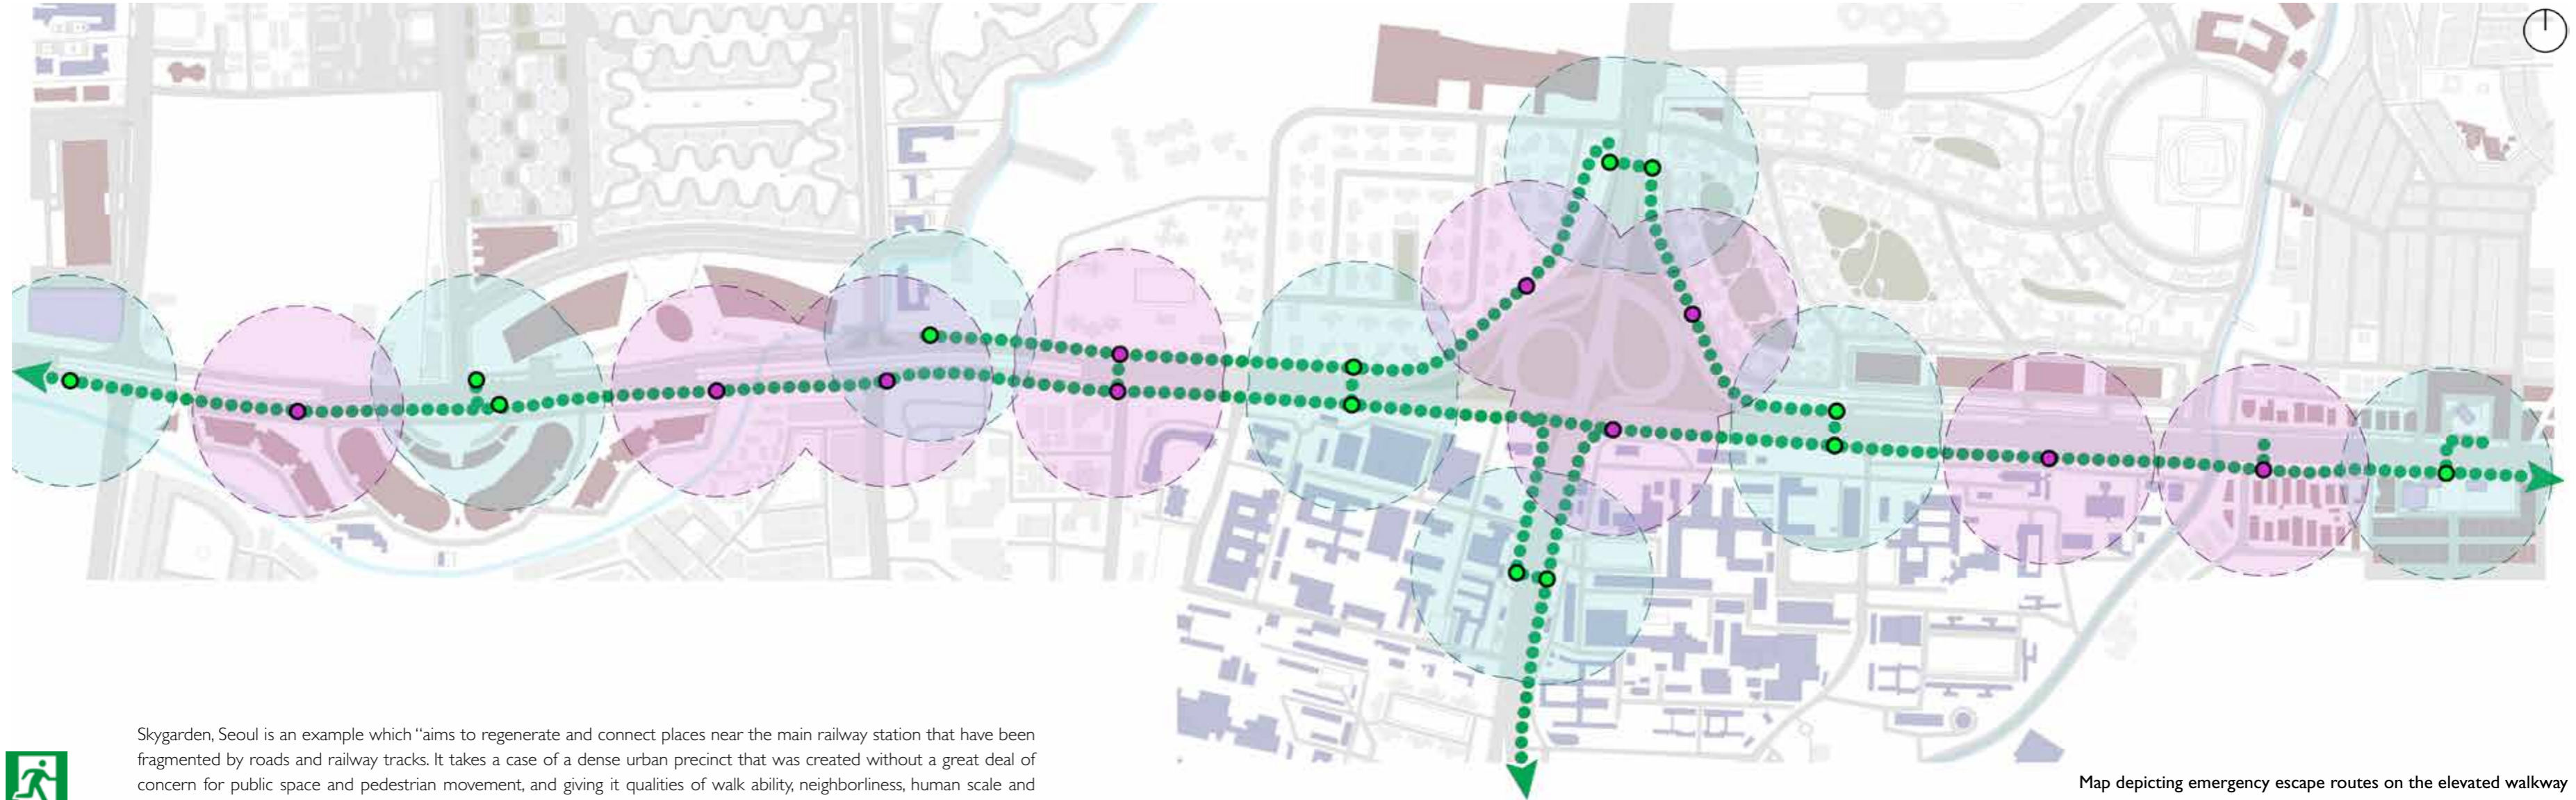 Skygarden, Seoul is an example which “aims to regenerate and connect places near the main railway station that have been
fragmented by roads and railway tracks. It takes a case of a dense urban precinct that was created without a great deal of
concern for public space and pedestrian movement, and giving it qualities of walk ability, neighborliness, human scale and
Map depicting emergency escape routes on the elevated walkway